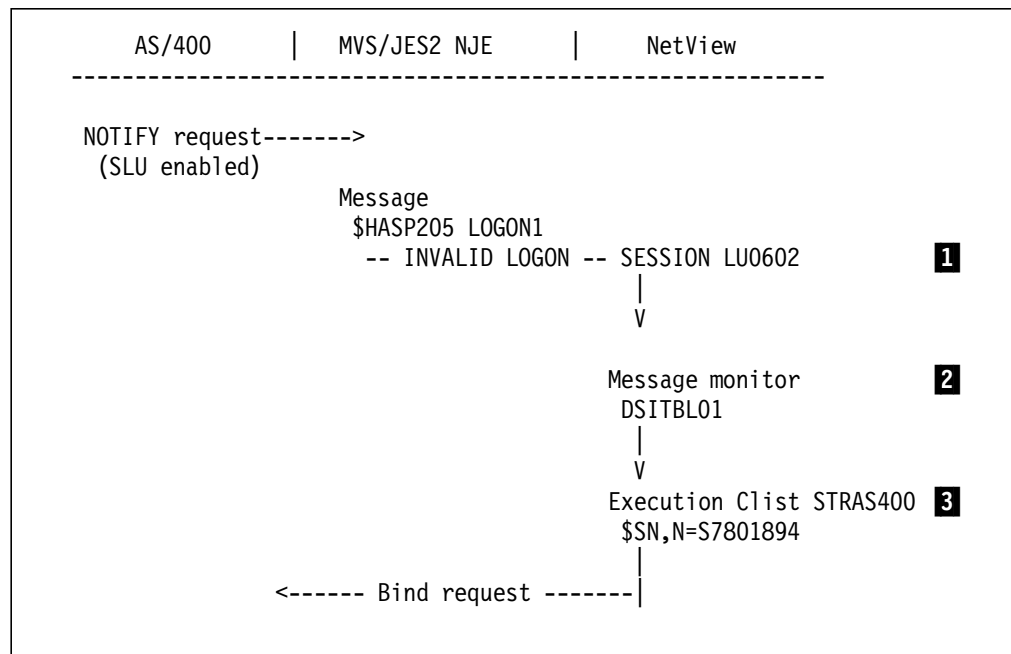 AS/400 | MVS/JES2 NJE | NetView
-----------------------------------------------------------
NOTIFY request------->
(SLU enabled)
Message
$HASP205 LOGON1
-- INVALID LOGON -- SESSION LU0602 1
|
V
Message monitor 2
DSITBL01
|
V
Execution Clist STRAS400 3
$SN,N=S7801894
|
<------ Bind request -------|